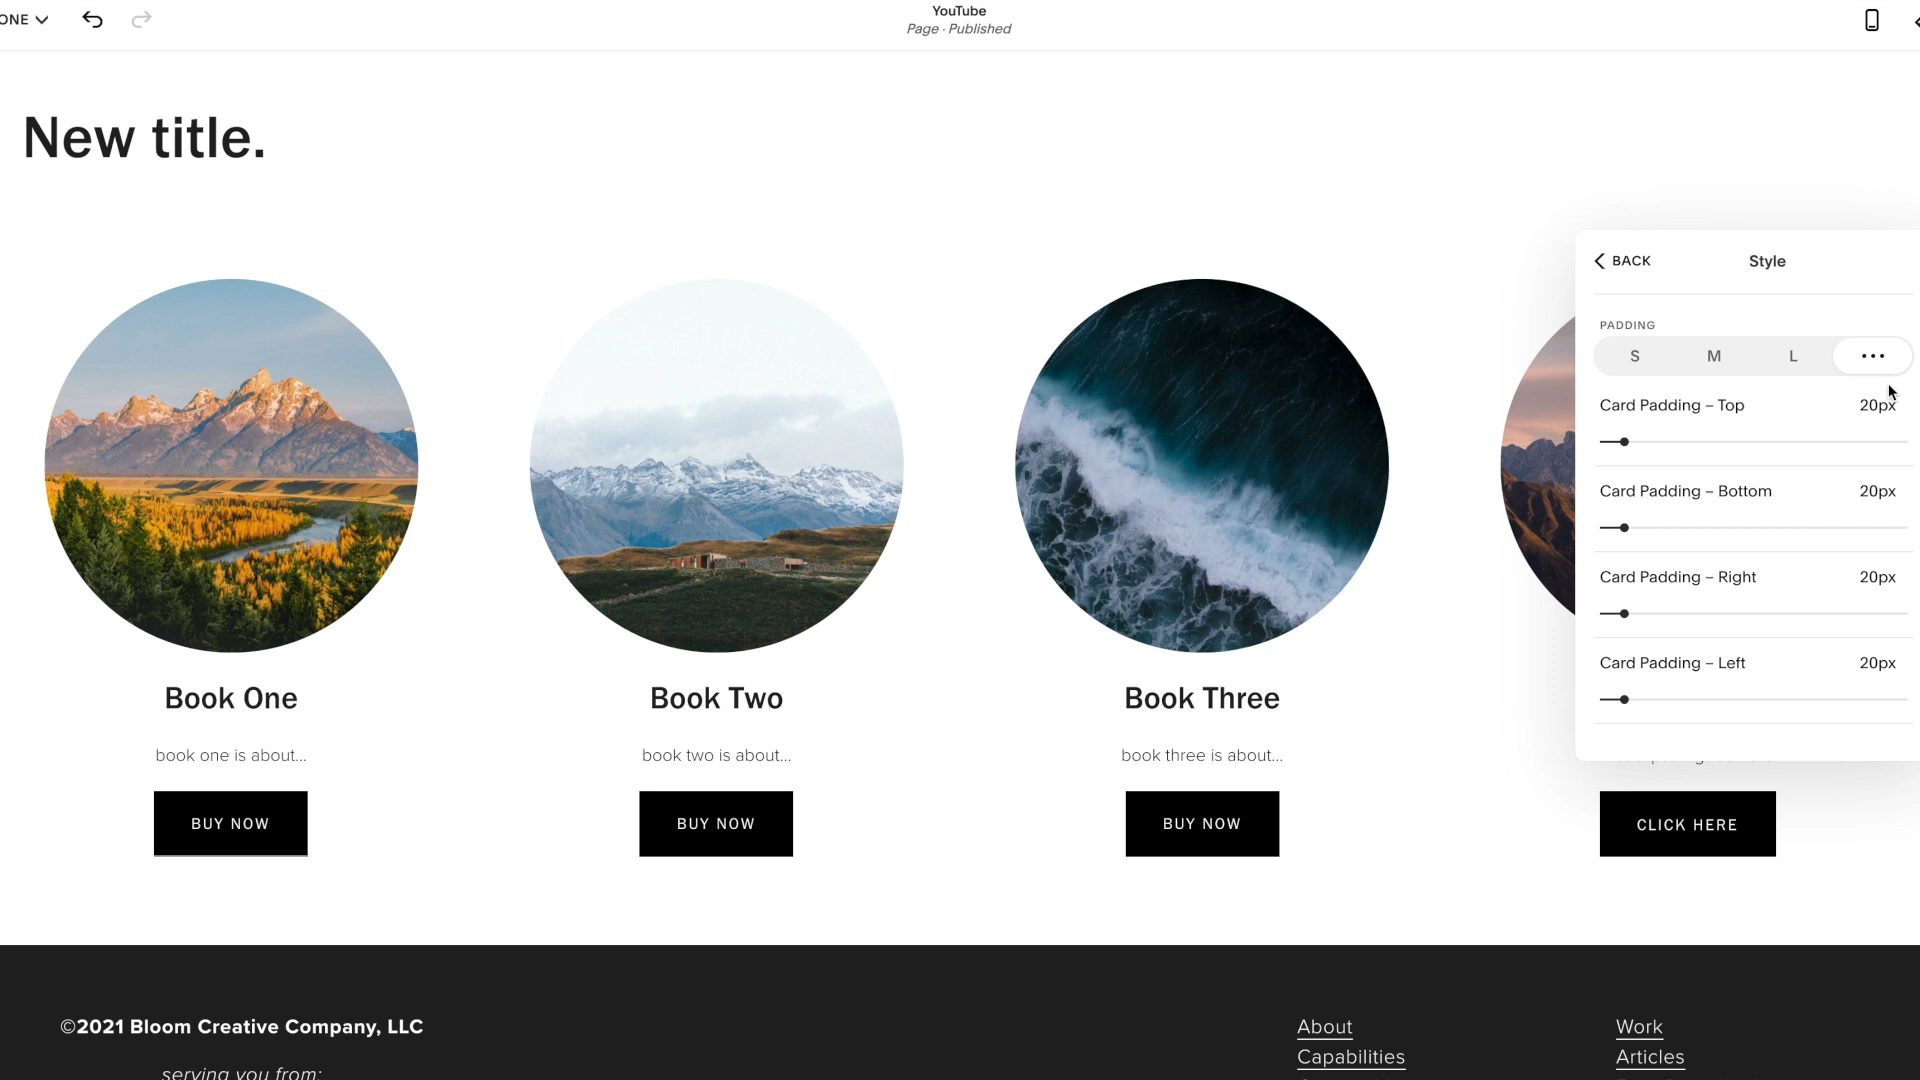 ONE
YouTube
Page · Published
New title.
BACK
Style
PADDING
S
M
L
Card Padding – Top
20px
Card Padding – Bottom
20px
Card Padding – Right
20px
Card Padding – Left
20px
Book One
Book Two
Book Three
book one is about...
book two is about...
book three is about...
BUY NOW
BUY NOW
BUY NOW
CLICK HERE
©2021 Bloom Creative Company, LLC
serving you from:
About
Capabilities
Work
Articles